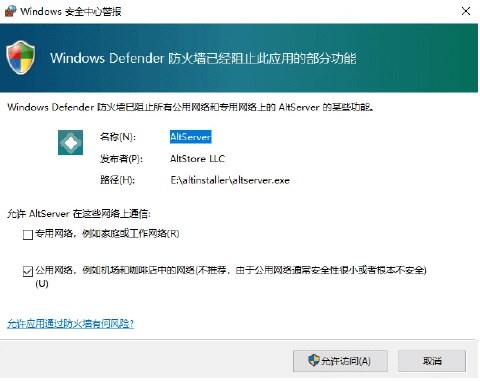 Windows 安全中心警报
Windows Defender 防火墙已经阻止此应用的部分功能
Windows Defender 防火墙已阻止所有公用网络和专用网络上的 AltServer 的某些功能。
名称(N): AltServer
发布者(P): AltStore LLC
路径(H): E:\altinstaller\altserver.exe
允许 AltServer 在这些网络上通信:
专用网络，例如家庭或工作网络(R)
公用网络，例如机场和咖啡店中的网络(不推荐，由于公用网络通常安全性很小或者根本不安全)
(U)
允许应用通过防火墙有何风险?
允许访问(A) 取消